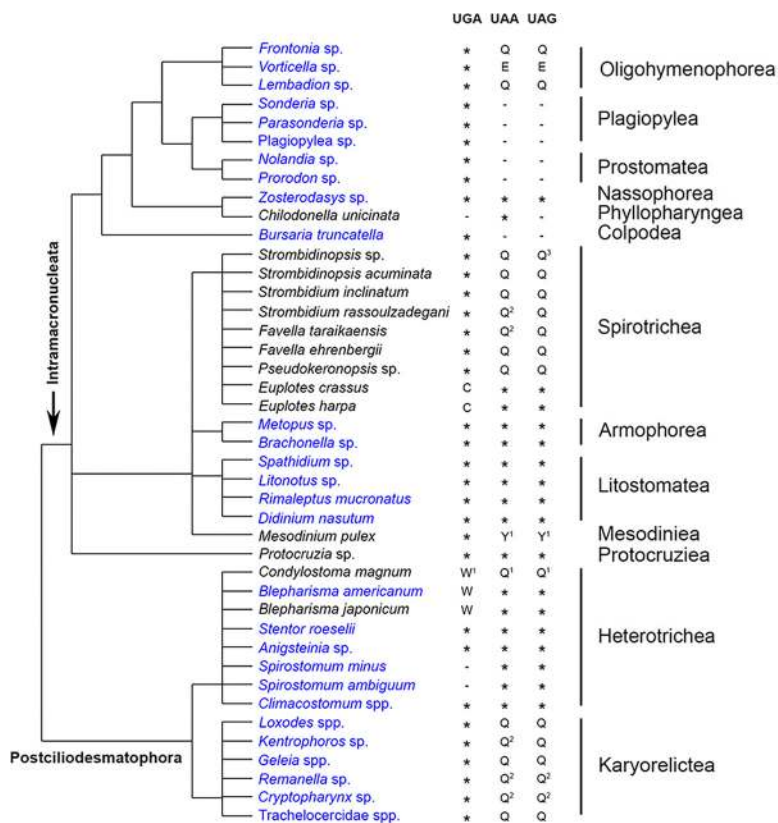 UGA UAA UAG
Frontonia sp. * Q Q
Vorticella sp. * E E
Lembadion sp. * Q Q
Oligohymenophorea
Sonderia sp. * - -
Parasonderia sp. * - -
Plagiopylea sp. * - -
Plagiopylea
Nolandia sp. * - -
Prorodon sp. * - -
Prostomatea
Zosterodasys sp. * * * Nassophorea
Chilodonella unicinata - * - Phyllopharyngea
Bursaria truncatella * - - Colpodea
Strombidinopsis sp. * Q Q³
Strombidinopsis acuminata * Q Q
Strombidium inclinatum * Q Q
Strombidium rassoulzadegani * Q² Q
Favella taraikaensis * Q² Q
Favella ehrenbergii * Q Q
Pseudokeronopsis sp. * Q Q
Euplotes crassus C * *
Euplotes harpa C * *
Spirotrichea
Intramacronucleata
Metopus sp. * * *
Brachonella sp. * * *
Armophorea
Spathidium sp. * * *
Litonotus sp. * * *
Rimaleptus mucronatus * * *
Didinium nasutum * * *
Litostomatea
Mesodinium pulex * Y¹ Y¹ Mesodiniea
Protocruzia sp. * * * Protocruziea
Condylostoma magnum W¹ Q¹ Q¹
Blepharisma americanum W * *
Blepharisma japonicum W * *
Stentor roeselii * * *
Anigsteinia sp. * * *
Spirostomum minus - * *
Spirostomum ambiguum - * *
Climacostomum spp. * * *
Heterotrichea
Loxodes spp. * Q Q
Kentrophoros sp. * Q² Q
Geleia spp. * Q Q
Remanella sp. * Q² Q²
Cryptopharynx sp. * Q² Q²
Trachelocercidae spp. * Q Q
Karyorelictea
Postciliodesmatophora